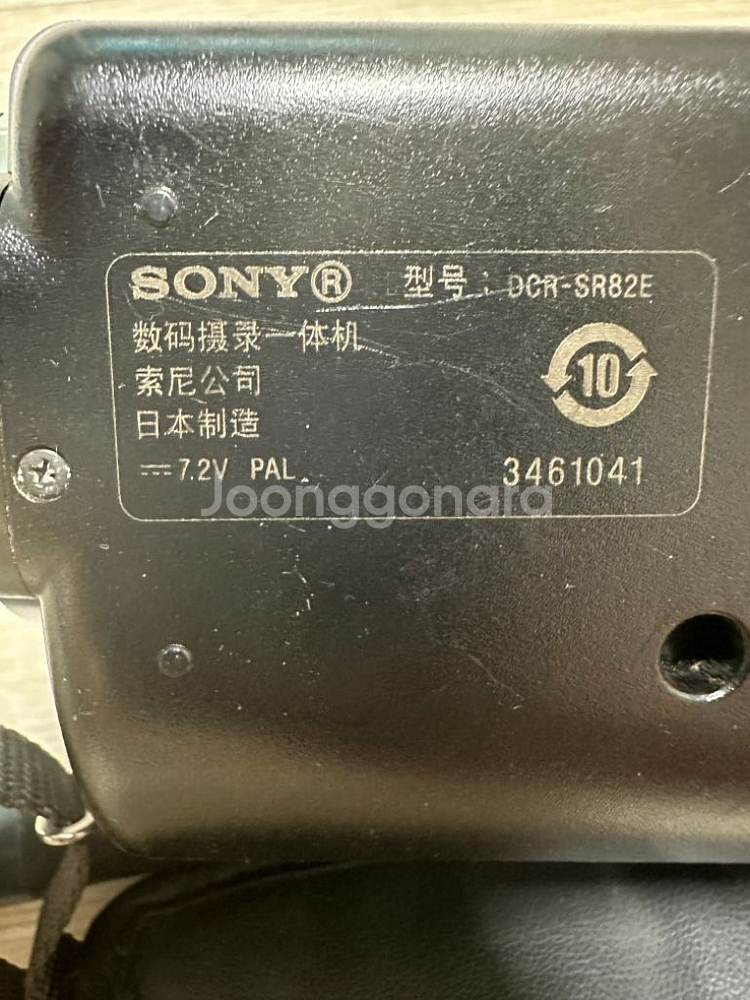 SONY® 型号：DCR-SR82E
数码摄录一体机
索尼公司
10
日本制造
⎓ 7.2V PAL 3461041
Joonggonara